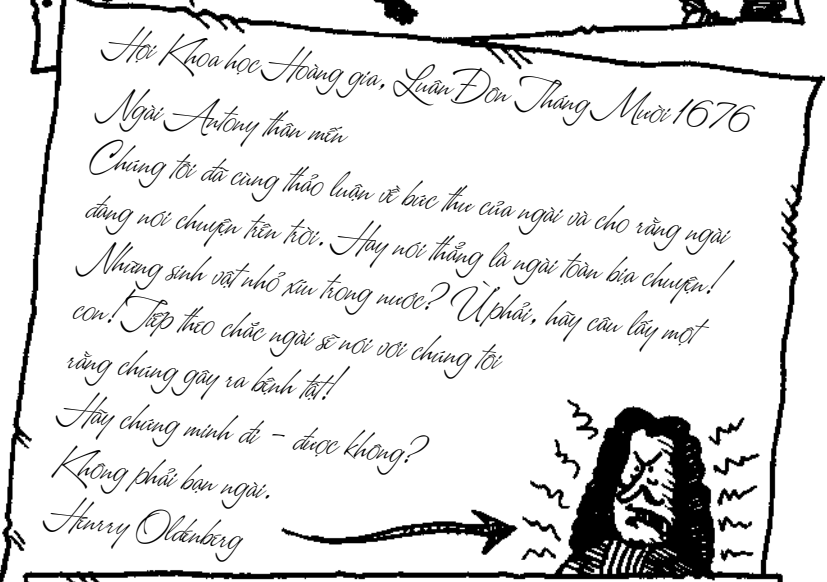 Hội Khoa học Hoàng gia, Luân Đôn Tháng Mười 1676
Ngài Antony thân mến
Chúng tôi đã cùng thảo luận về bức thư của ngài và cho rằng ngài
đang nói chuyện trên trời. Hay nói thẳng là ngài toàn bịa chuyện!
Những sinh vật nhỏ xíu trong nước? Ừ phải, hãy câu lấy một
con! Tiếp theo chắc ngài sẽ nói với chúng tôi
rằng chúng gây ra bệnh tật!
Hãy chứng minh đi - được không?
Không phải bạn ngài.
Henrry Oldenberg